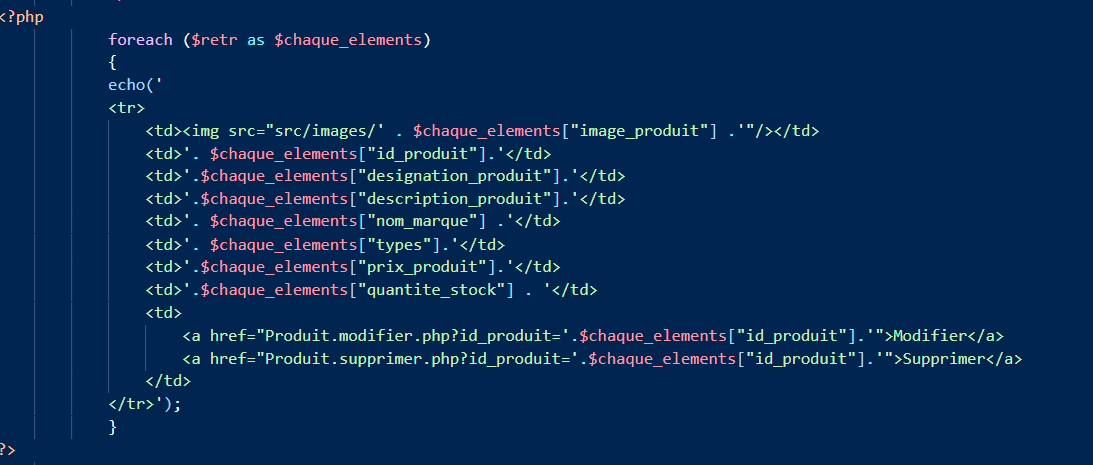 <?php
foreach ($retr as $chaque_elements)
{
echo('
<tr>
<td><img src="src/images/' . $chaque_elements["image_produit"] .'"/></td>
<td>'. $chaque_elements["id_produit"].'</td>
<td>'.$chaque_elements["designation_produit"].'</td>
<td>'.$chaque_elements["description_produit"].'</td>
<td>'. $chaque_elements["nom_marque"] .'</td>
<td>'. $chaque_elements["types"].'</td>
<td>'.$chaque_elements["prix_produit"].'</td>
<td>'.$chaque_elements["quantite_stock"] . '</td>
<td>
<a href="Produit.modifier.php?id_produit='.$chaque_elements["id_produit"].'">Modifier</a>
<a href="Produit.supprimer.php?id_produit='.$chaque_elements["id_produit"].'">Supprimer</a>
</td>
</tr>');
}
?>